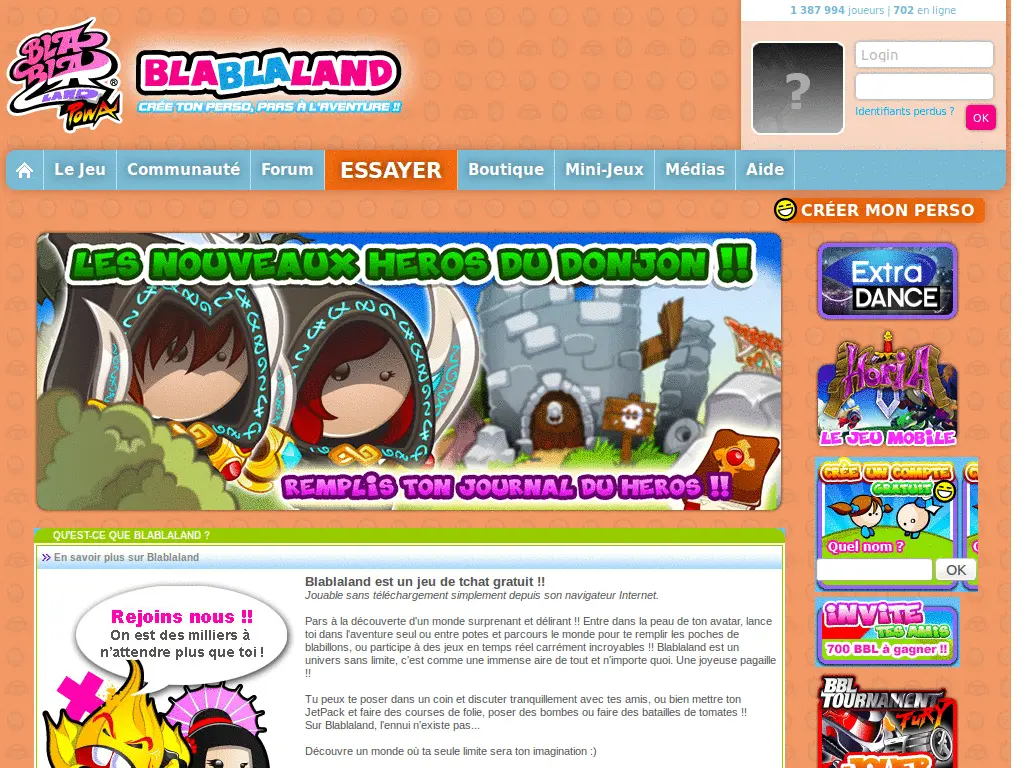 1 387 994 joueurs | 702 en ligne
BLA
BLA
LAND
POWA
®
BLABLALAND
CRÉE TON PERSO, PARS À L'AVENTURE !!
?
Login
Identifiants perdus ?
OK
Le Jeu
Communauté
Forum
ESSAYER
Boutique
Mini-Jeux
Médias
Aide
CRÉER MON PERSO
LES NOUVEAUX HEROS DU DONJON !!
REMPLIS TON JOURNAL DU HEROS !!
Extra
DANCE
HORIA
LE JEU MOBILE
CRÉE UN COMPTE
GRATUIT
Quel nom ?
OK
INVITE
TES AMIS
700 BBL à gagner !!
BBL
TOURNAMENT
FURY
JOUER
QU'EST-CE QUE BLABLALAND ?
En savoir plus sur Blablaland
Rejoins nous !!
On est des milliers à
n'attendre plus que toi !
Blablaland est un jeu de tchat gratuit !!
Jouable sans téléchargement simplement depuis son navigateur Internet.
Pars à la découverte d'un monde surprenant et délirant !! Entre dans la peau de ton avatar, lance
toi dans l'aventure seul ou entre potes et parcours le monde pour te remplir les poches de
blabillons, ou participe à des jeux en temps réel carrément incroyables !! Blablaland est un
univers sans limite, c'est comme une immense aire de tout et n'importe quoi. Une joyeuse pagaille
!!
Tu peux te poser dans un coin et discuter tranquillement avec tes amis, ou bien mettre ton
JetPack et faire des courses de folie, poser des bombes ou faire des batailles de tomates !!
Sur Blablaland, l'ennui n'existe pas...
Découvre un monde où ta seule limite sera ton imagination :)